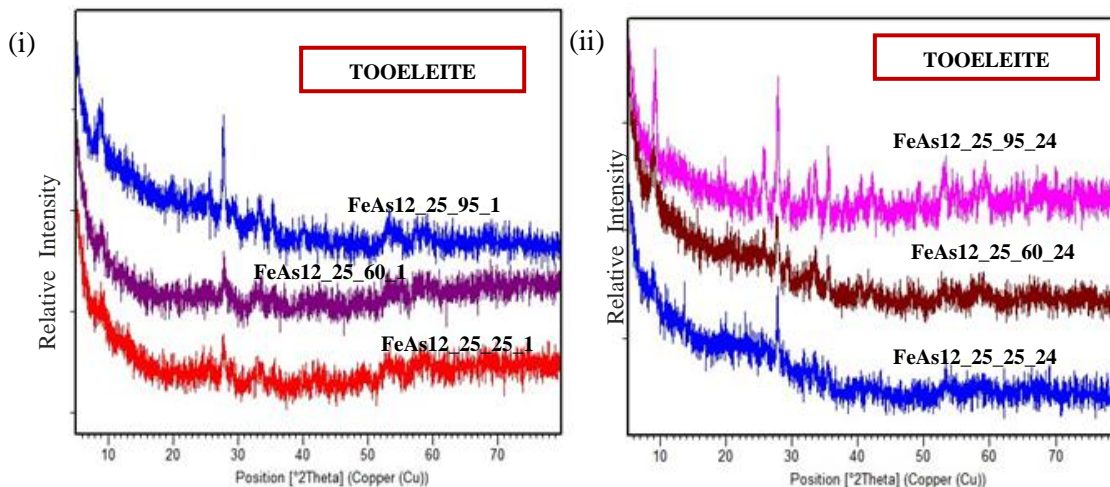 (i)
TOOELEITE
Relative Intensity
FeAs12_25_95_1
FeAs12_25_60_1
FeAs12_25_25_1
10 20 30 40 50 60 70
Position [°2Theta] (Copper (Cu))
(ii)
TOOELEITE
Relative Intensity
FeAs12_25_95_24
FeAs12_25_60_24
FeAs12_25_25_24
10 20 30 40 50 60 70
Position [°2Theta] (Copper (Cu))